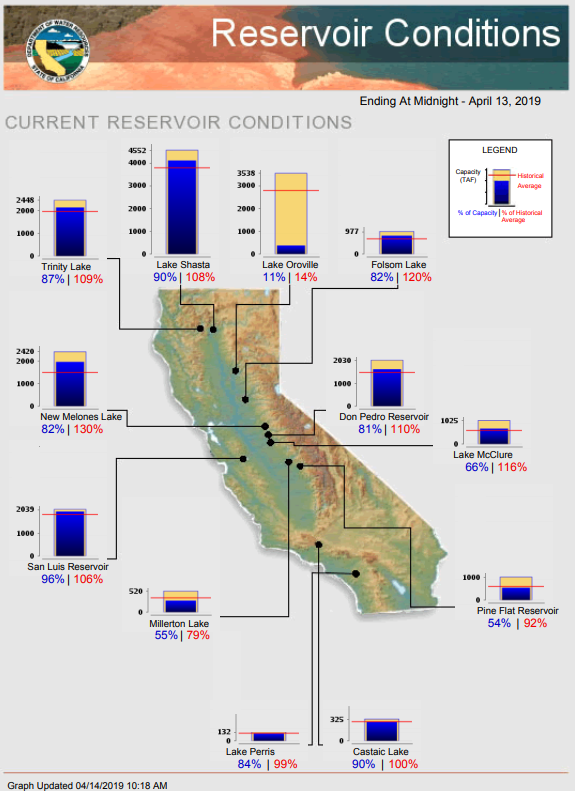 DEPARTMENT OF WATER RESOURCES
STATE OF CALIFORNIA
Reservoir Conditions
Ending At Midnight - April 13, 2019
CURRENT RESERVOIR CONDITIONS
LEGEND
Capacity
(TAF)
Historical
Average
% of Capacity | % of Historical
Average
2448
2000
1000
0
Trinity Lake
87% | 109%
4552
4000
3000
2000
1000
0
Lake Shasta
90% | 108%
3538
3000
2000
1000
0
Lake Oroville
11% | 14%
977
0
Folsom Lake
82% | 120%
2420
2000
1000
0
New Melones Lake
82% | 130%
2030
1000
0
Don Pedro Reservoir
81% | 110%
1025
0
Lake McClure
66% | 116%
2039
1000
0
San Luis Reservoir
96% | 106%
520
0
Millerton Lake
55% | 79%
1000
0
Pine Flat Reservoir
54% | 92%
132
0
Lake Perris
84% | 99%
325
0
Castaic Lake
90% | 100%
Graph Updated 04/14/2019 10:18 AM